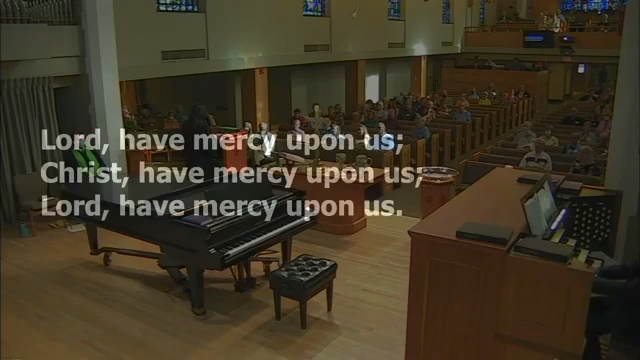 Lord, have mercy upon us;
Christ, have mercy upon us;
Lord, have mercy upon us.